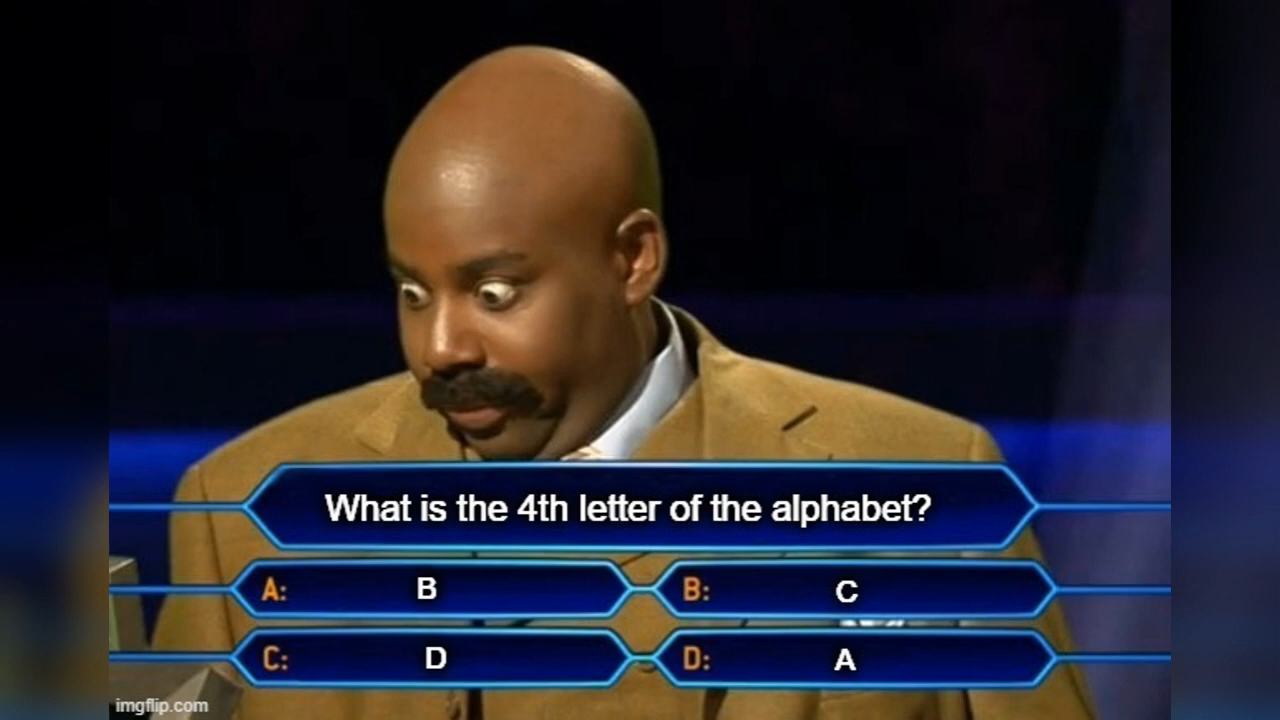 What is the 4th letter of the alphabet?
A: B
B: C
C: D
D: A
imgflip.com